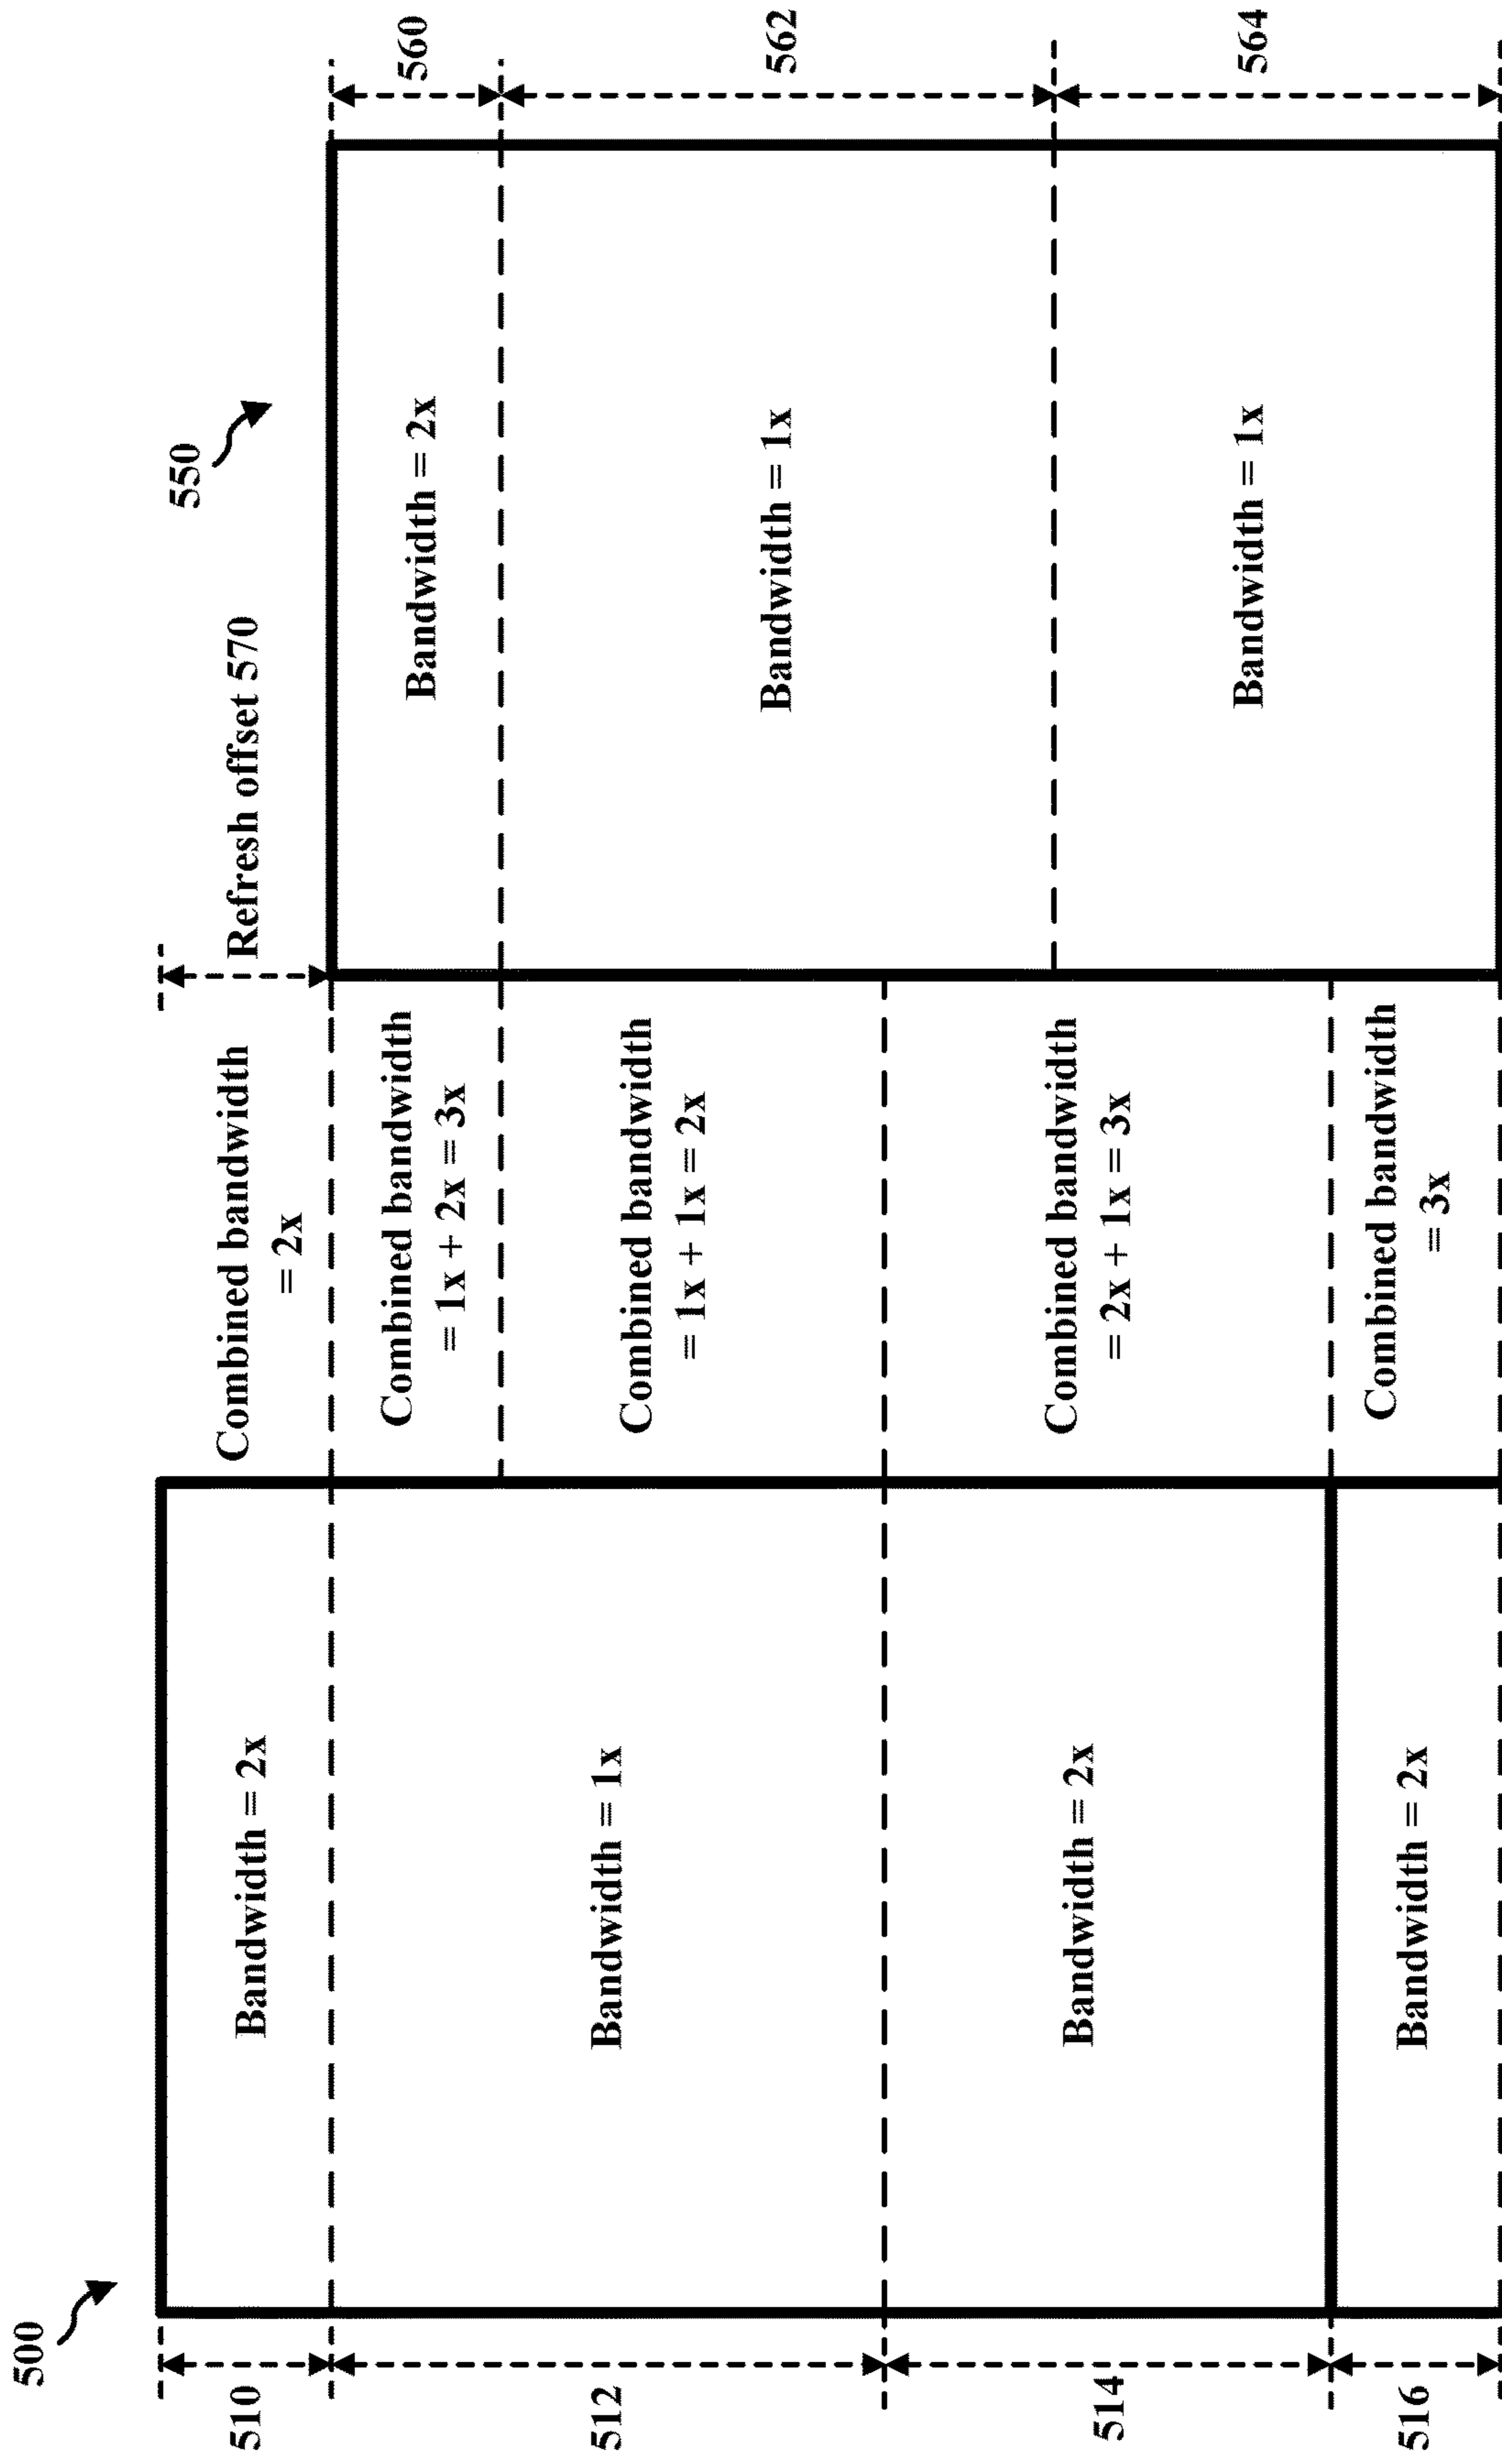 500
510
512
514
516
Bandwidth = 2x
Bandwidth = 1x
Bandwidth = 2x
Bandwidth = 2x
Combined bandwidth
= 2x
Combined bandwidth
= 1x + 2x = 3x
Combined bandwidth
= 1x + 1x = 2x
Combined bandwidth
= 2x + 1x = 3x
Combined bandwidth
= 3x
Refresh offset 570
550
Bandwidth = 2x
Bandwidth = 1x
Bandwidth = 1x
560
562
564